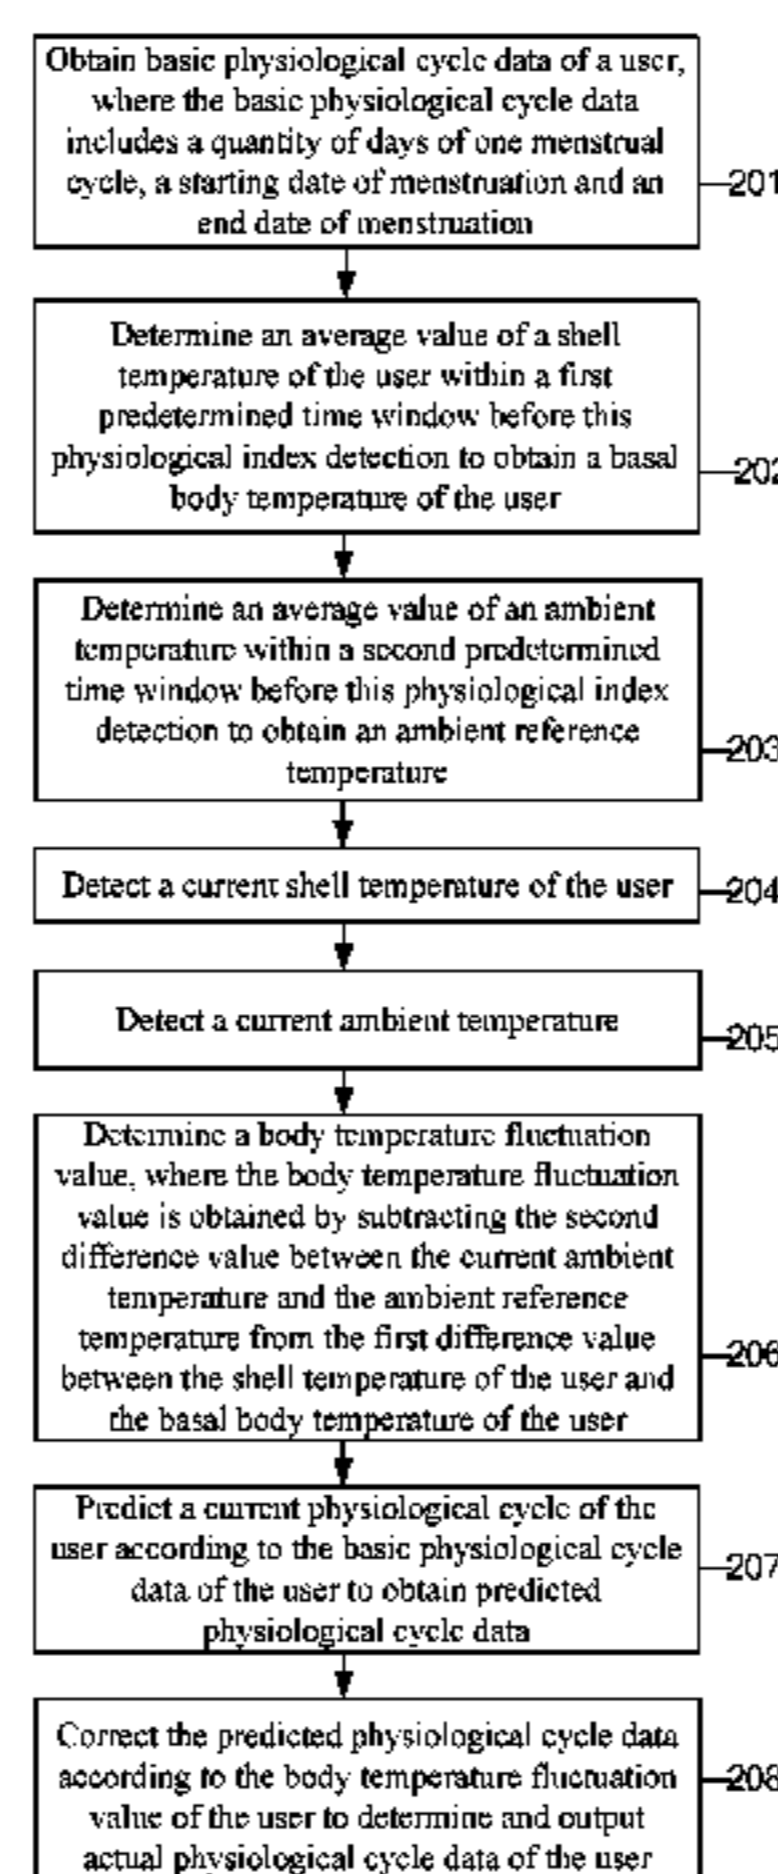 Obtain basic physiological cycle data of a user,
where the basic physiological cycle data
includes a quantity of days of one menstrual
cycle, a starting date of menstruation and an
end date of menstruation
201
Determine an average value of a shell
temperature of the user within a first
predetermined time window before this
physiological index detection to obtain a basal
body temperature of the user
202
Determine an average value of an ambient
temperature within a second predetermined
time window before this physiological index
detection to obtain an ambient reference
temperature
203
Detect a current shell temperature of the user
204
Detect a current ambient temperature
205
Determine a body temperature fluctuation
value, where the body temperature fluctuation
value is obtained by subtracting the second
difference value between the current ambient
temperature and the ambient reference
temperature from the first difference value
between the shell temperature of the user and
the basal body temperature of the user
206
Predict a current physiological cycle of the
user according to the basic physiological cycle
data of the user to obtain predicted
physiological cycle data
207
Correct the predicted physiological cycle data
according to the body temperature fluctuation
value of the user to determine and output
actual physiological cycle data of the user
208